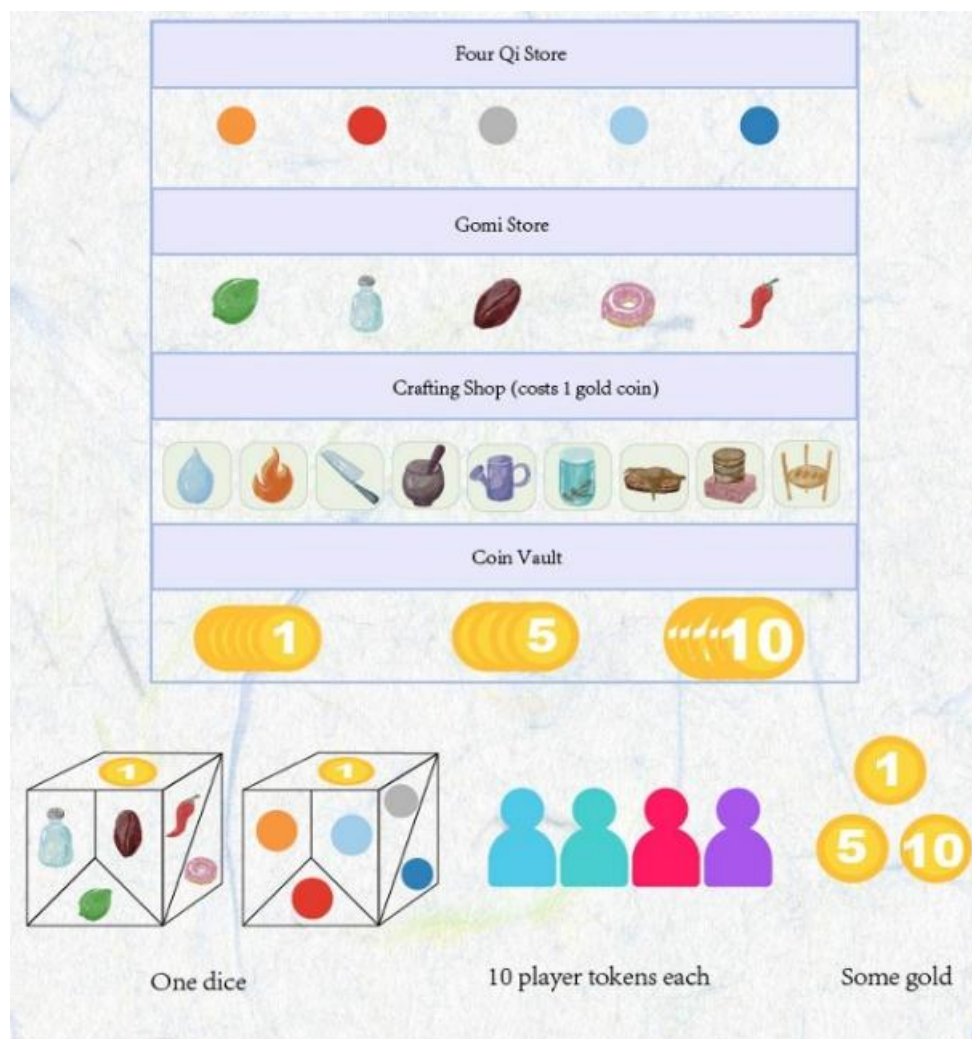 Four Qi Store
Gomi Store
Crafting Shop (costs 1 gold coin)
Coin Vault
1 5 10
1 1
1
5 10
One dice 10 player tokens each Some gold